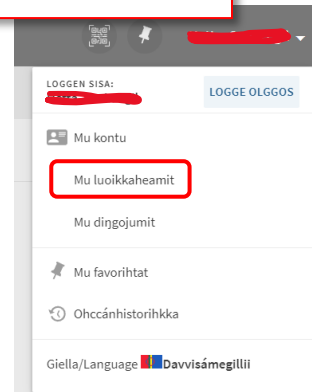 LOGGEN SISA:
LOGGE OLGGOS
Mu kontu
Mu luoikkaheamit
Mu diŋgojumit
Mu favorihtat
Ohccánhistorihkka
Giella/Language Davvisámegillii